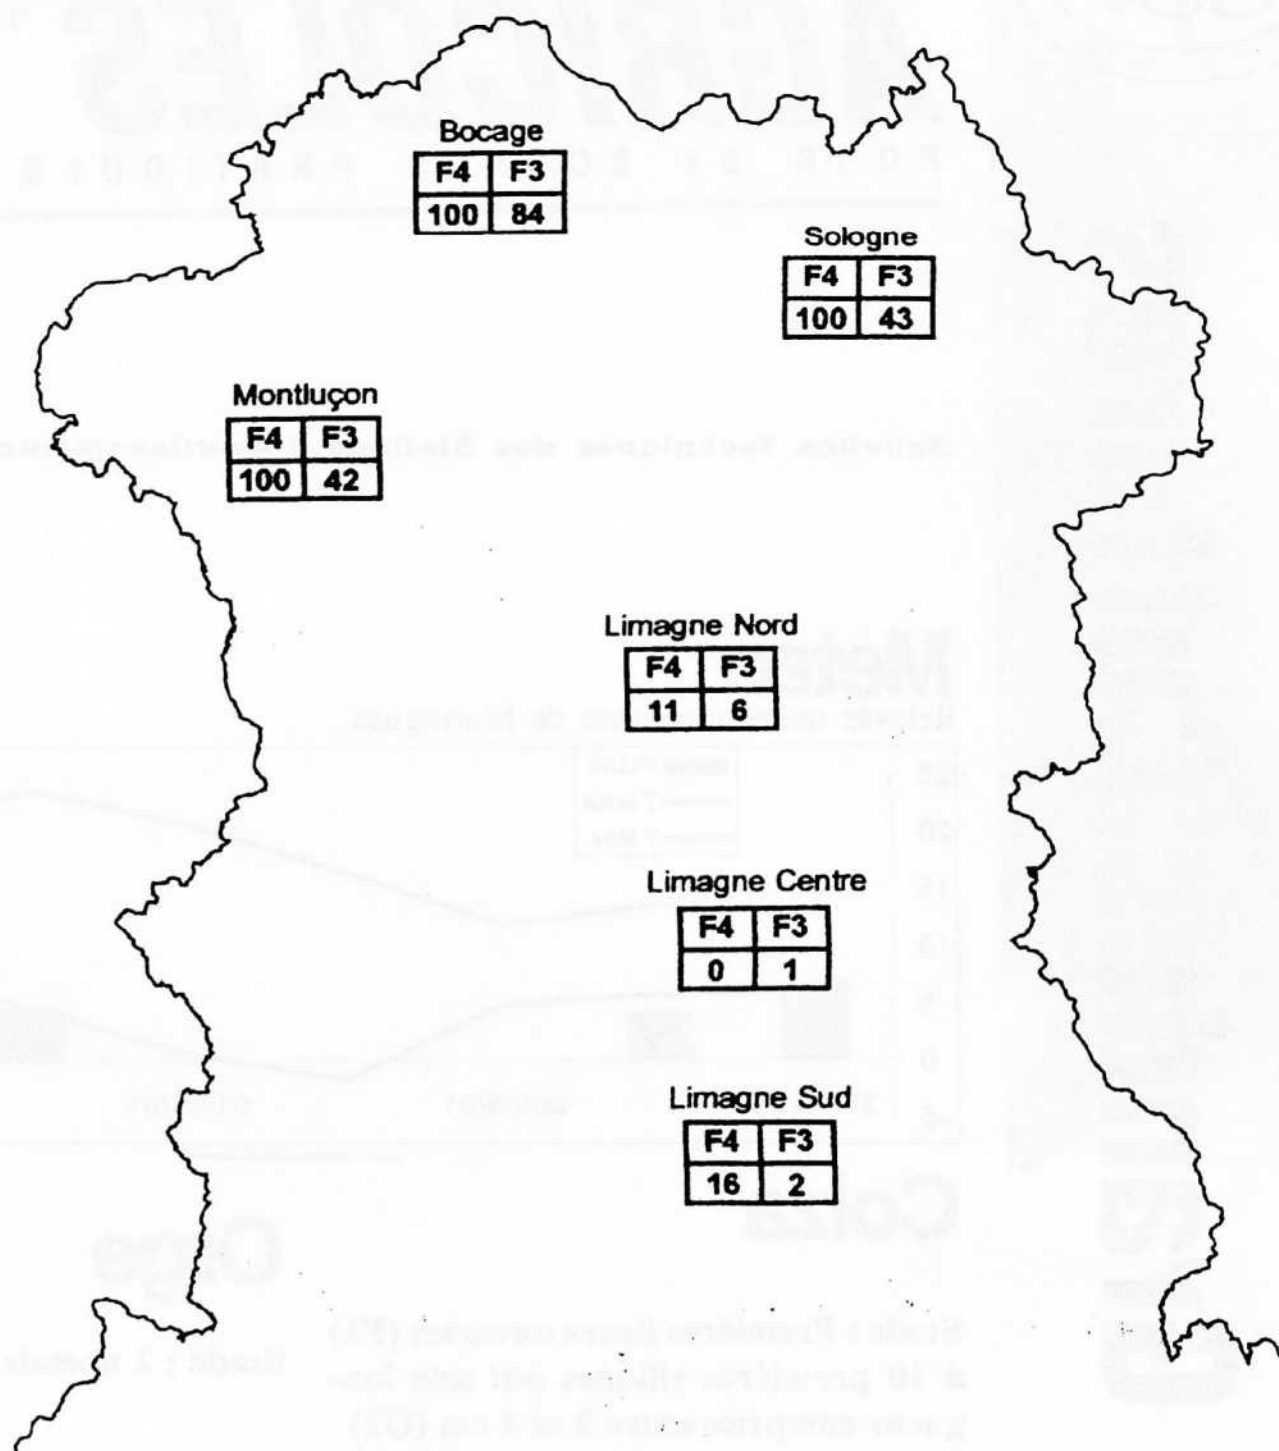 Bocage
F4 F3
100 84
Sologne
F4 F3
100 43
Montluçon
F4 F3
100 42
Limagne Nord
F4 F3
11 6
Limagne Centre
F4 F3
0 1
Limagne Sud
F4 F3
16 2